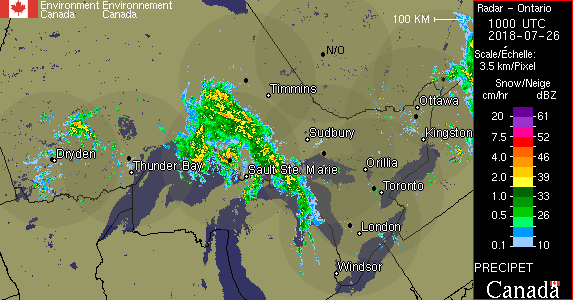 Environment Environnement
Canada Canada
100 KM
Radar - Ontario
1000 UTC
2018-07-26
Scale/Échelle:
3.5 km/Pixel
Snow/Neige
cm/hr dBZ
20 61
7.5 52
4.0 46
2.0 39
1.0 33
0.5 26
0.1 10
PRECIPET
Canada
N/O
Timmins
Ottawa
Sudbury
Kingston
Dryden
Thunder Bay
Sault Ste. Marie
Orillia
Toronto
London
Windsor